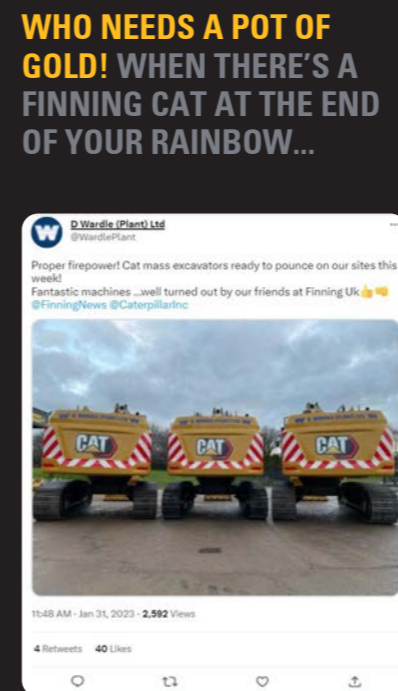 WHO NEEDS A POT OF
GOLD! WHEN THERE'S A
FINNING CAT AT THE END
OF YOUR RAINBOW...
D Wardle (Plant) Ltd
@WardlePlant
Proper firepower! Cat mass excavators ready to pounce on our sites this
week!
Fantastic machines ...well turned out by our friends at Finning Uk👍👊
@FinningNews @CaterpillarInc
CAT CAT CAT
11:48 AM - Jan 31, 2023 - 2,592 Views
4 Retweets 40 Likes